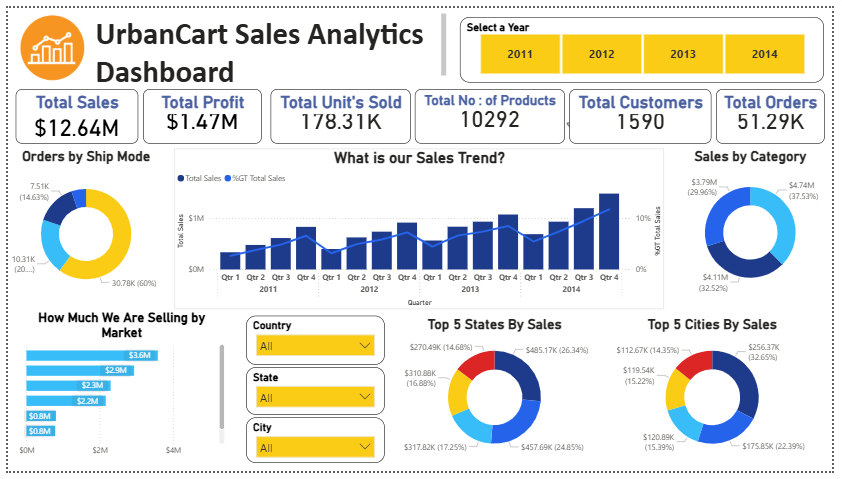 UrbanCart Sales Analytics
Dashboard
Select a Year
2011
2012
2013
2014
Total Sales
$12.64M
Total Profit
$1.47M
Total Unit's Sold
178.31K
Total No : of Products
10292
Total Customers
1590
Total Orders
51.29K
Orders by Ship Mode
7.51K
(14.63%)
10.31K
(20....)
30.78K (60%)
What is our Sales Trend?
Total Sales
%GT Total Sales
Total Sales
$1M
$0M
10%
0%
%GT Total Sales
Qtr 1 Qtr 2 Qtr 3 Qtr 4 Qtr 1 Qtr 2 Qtr 3 Qtr 4 Qtr 1 Qtr 2 Qtr 3 Qtr 4 Qtr 1 Qtr 2 Qtr 3 Qtr 4
2011 2012 2013 2014
Quarter
Sales by Category
$3.79M
(29.96%)
$4.74M
(37.53%)
$4.11M
(32.52%)
How Much We Are Selling by
Market
$3.6M
$2.9M
$2.3M
$2.2M
$0.8M
$0.8M
$0M $2M $4M
Country
All
State
All
City
All
Top 5 States By Sales
$270.49K (14.68%)
$485.17K (26.34%)
$310.88K
(16.88%)
$317.82K (17.25%)
$457.69K (24.85%)
Top 5 Cities By Sales
$112.67K (14.35%)
$256.37K
(32.65%)
$119.54K
(15.22%)
$120.89K
(15.39%)
$175.85K (22.39%)